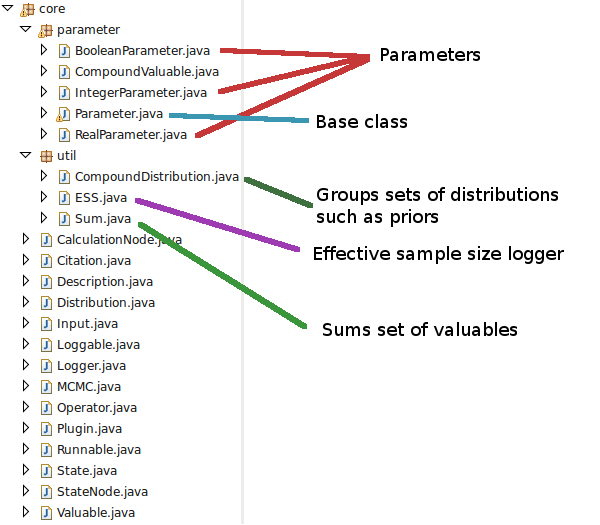 core
parameter
BooleanParameter.java
Parameters
CompoundValuable.java
IntegerParameter.java
Parameter.java
Base class
RealParameter.java
util
CompoundDistribution.java
Groups sets of distributions
such as priors
ESS.java
Sum.java
CalculationNode.java
Effective sample size logger
Citation.java
Description.java
Distribution.java
Input.java
Sums set of valuables
Loggable.java
Logger.java
MCMC.java
Operator.java
Plugin.java
Runnable.java
State.java
StateNode.java
Valuable.java